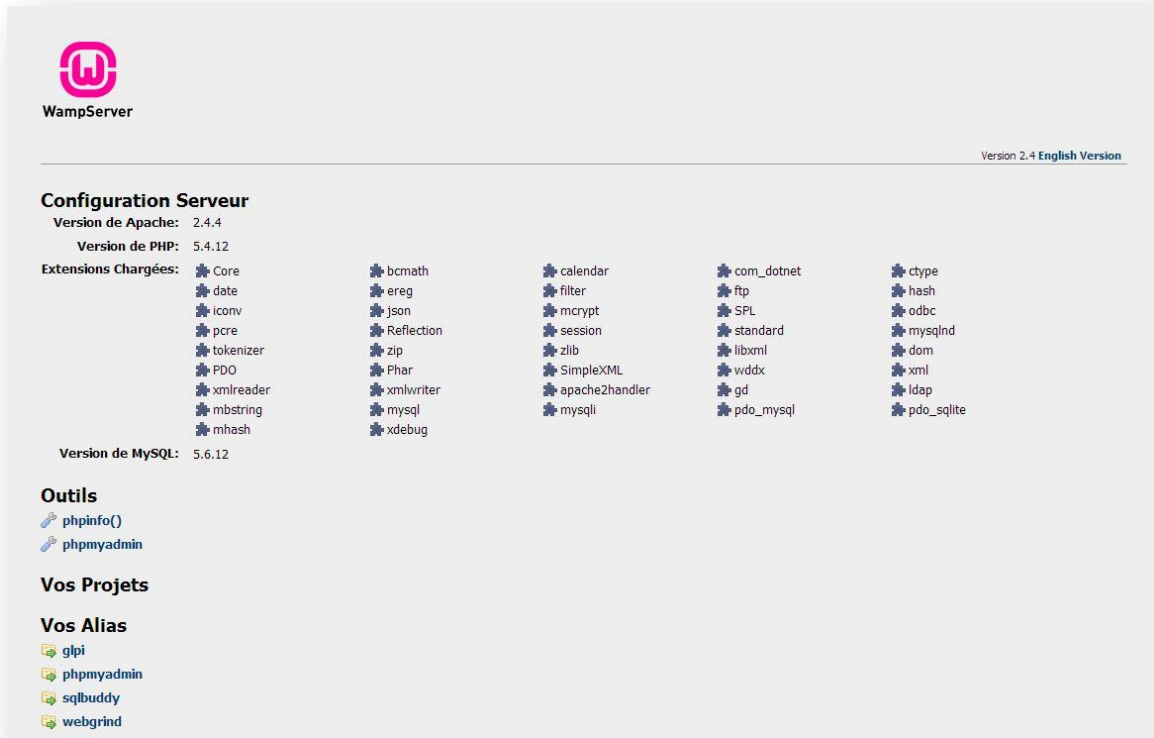 WampServer
Version 2.4 English Version
Configuration Serveur
Version de Apache: 2.4.4
Version de PHP: 5.4.12
Extensions Chargées: Core bcmath calendar com_dotnet ctype
date ereg filter ftp hash
iconv json mcrypt SPL odbc
pcre Reflection session standard mysqlnd
tokenizer zip zlib libxml dom
PDO Phar SimpleXML wddx xml
xmlreader xmlwriter apache2handler gd ldap
mbstring mysql mysqli pdo_mysql pdo_sqlite
mhash xdebug
Version de MySQL: 5.6.12
Outils
phpinfo()
phpmyadmin
Vos Projets
Vos Alias
glpi
phpmyadmin
sqlbuddy
webgrind